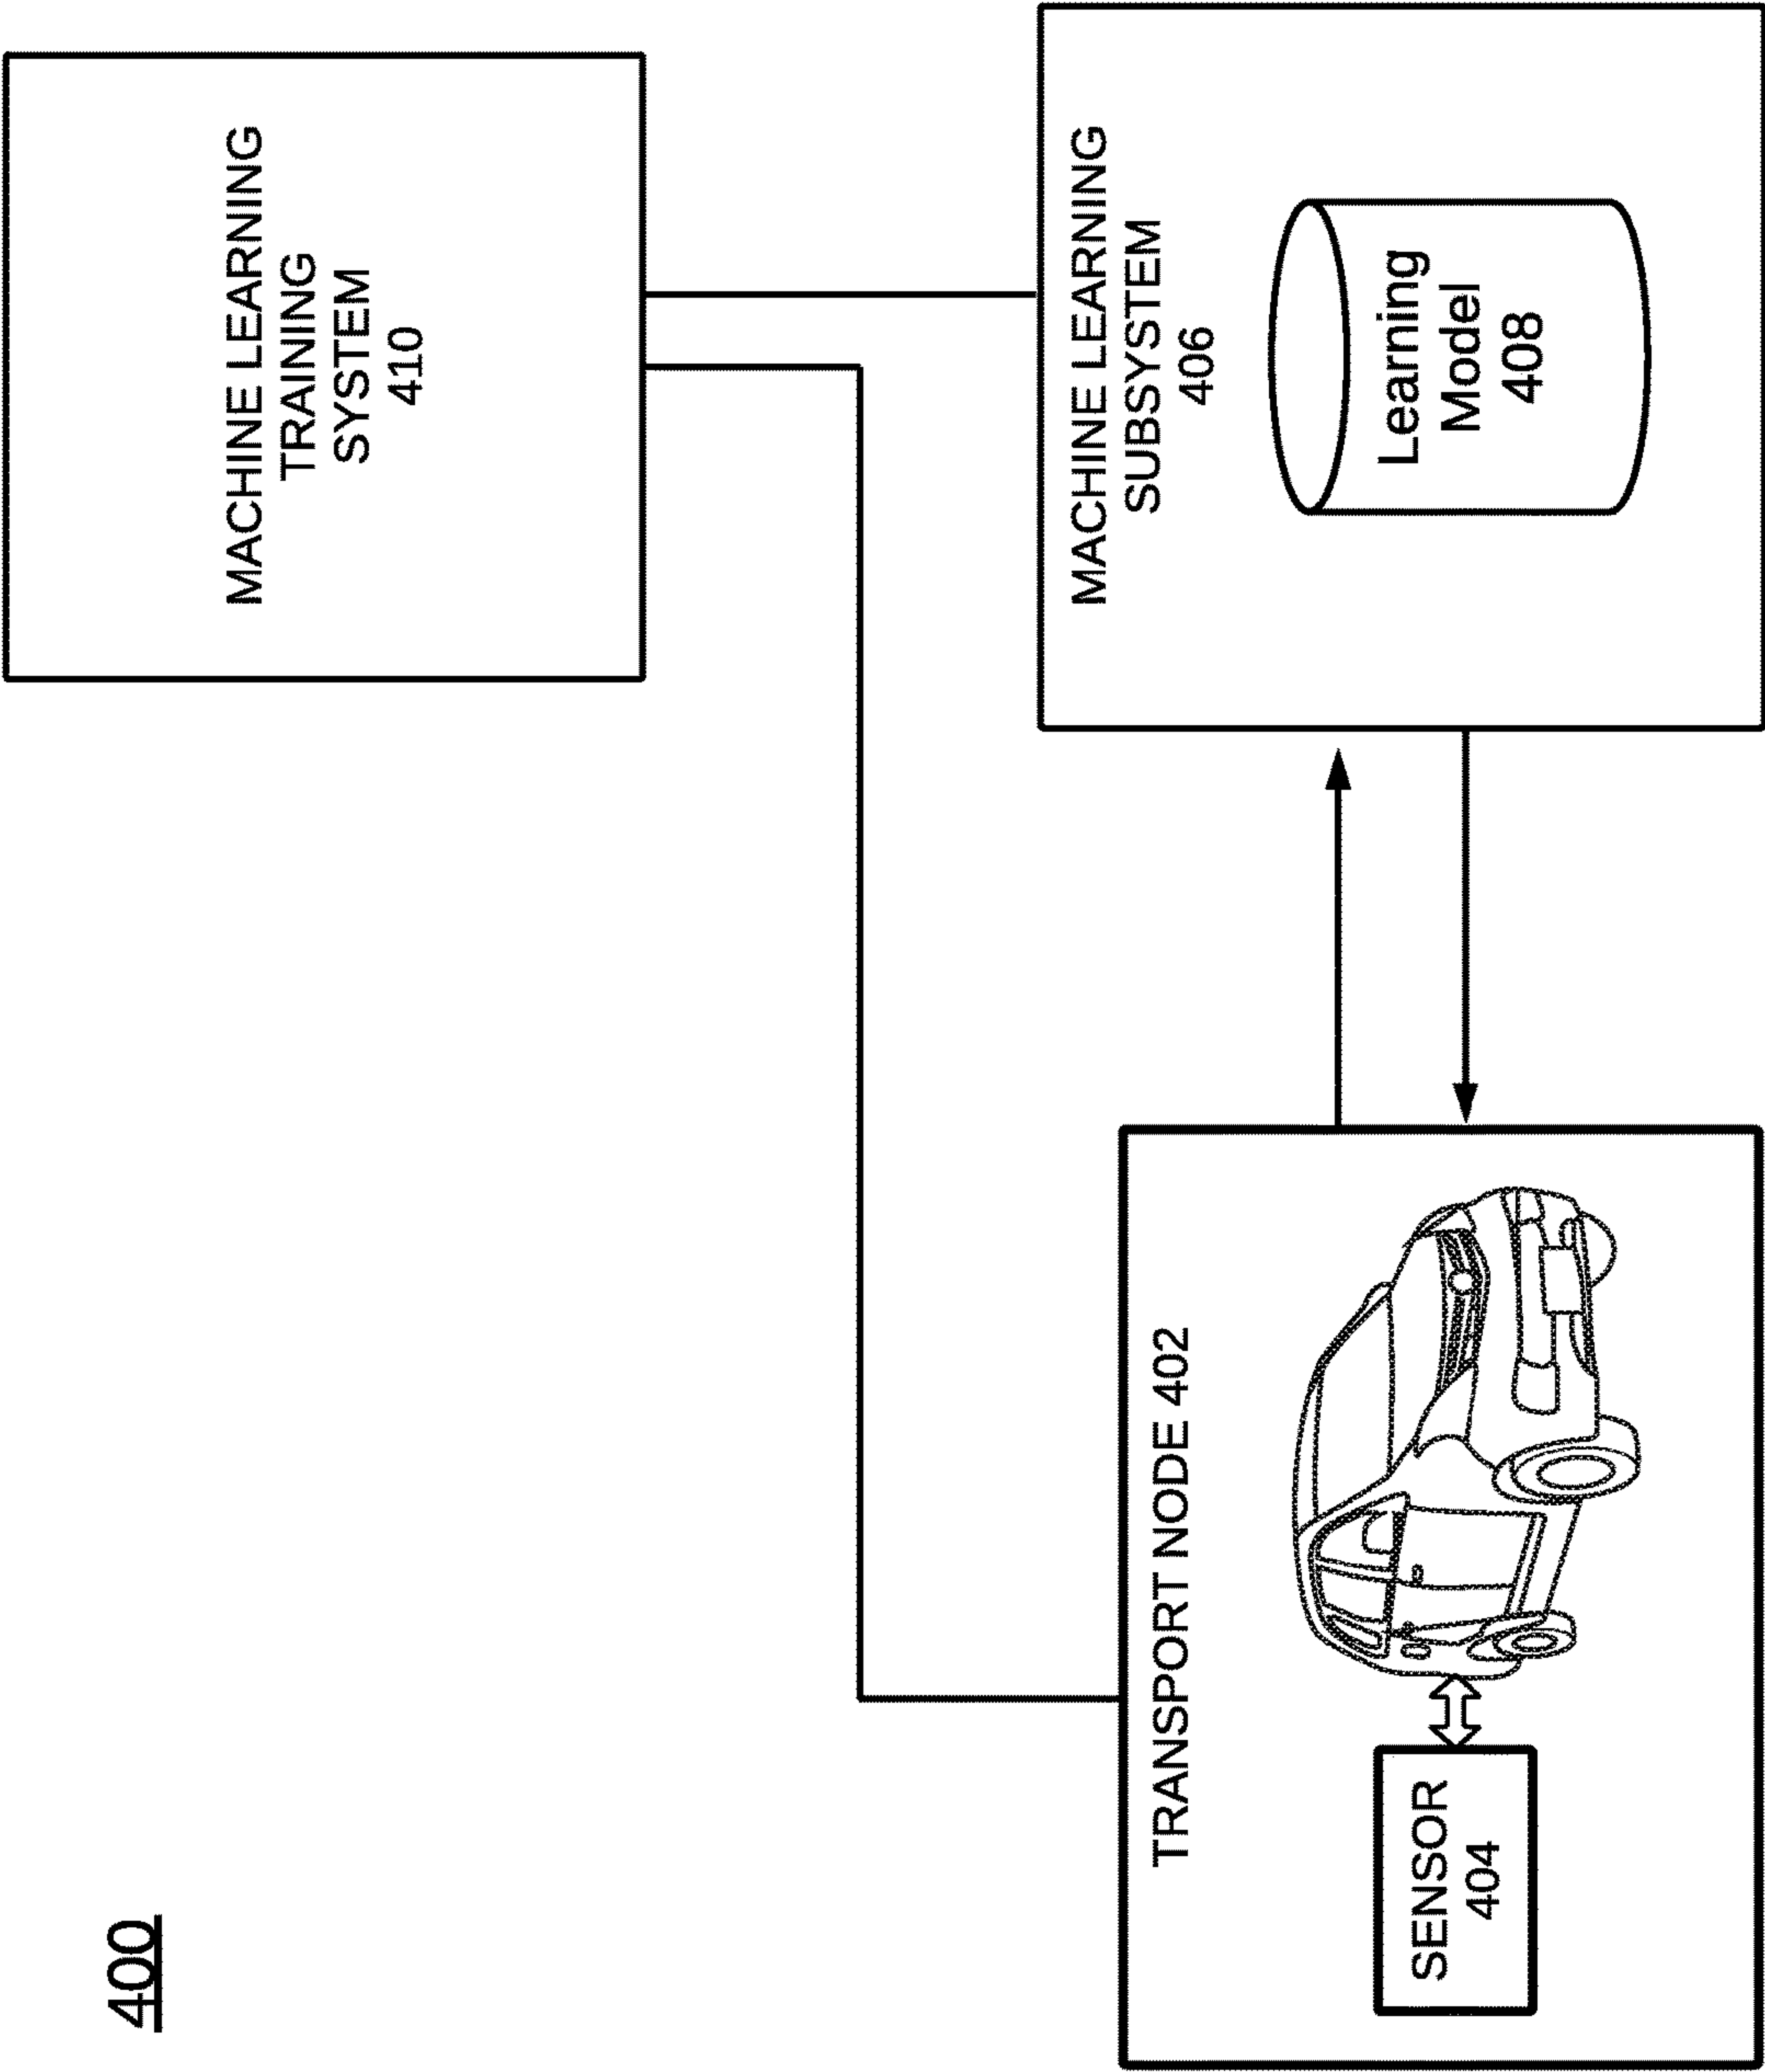 400
MACHINE LEARNING
TRAINING
SYSTEM
410
TRANSPORT NODE 402
SENSOR
404
MACHINE LEARNING
SUBSYSTEM
406
Learning
Model
408